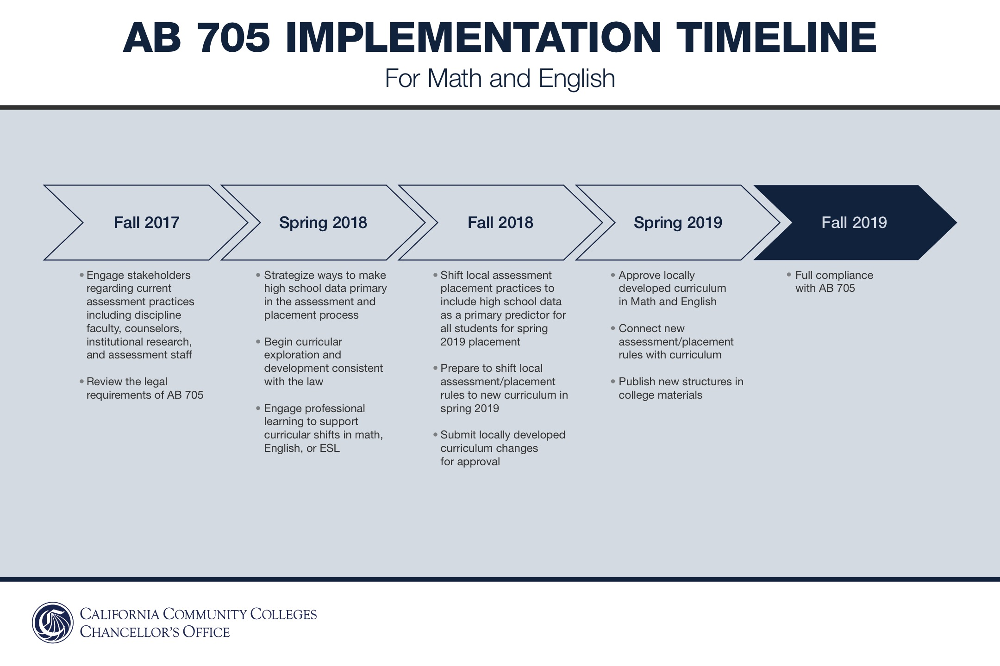 AB 705 IMPLEMENTATION TIMELINE
For Math and English
Fall 2017
• Engage stakeholders
regarding current
assessment practices
including discipline
faculty, counselors,
institutional research,
and assessment staff
• Review the legal
requirements of AB 705
Spring 2018
• Strategize ways to make
high school data primary
in the assessment and
placement process
• Begin curricular
exploration and
development consistent
with the law
• Engage professional
learning to support
curricular shifts in math,
English, or ESL
Fall 2018
• Shift local assessment
placement practices to
include high school data
as a primary predictor for
all students for spring
2019 placement
• Prepare to shift local
assessment/placement
rules to new curriculum in
spring 2019
• Submit locally developed
curriculum changes
for approval
Spring 2019
• Approve locally
developed curriculum
in Math and English
• Connect new
assessment/placement
rules with curriculum
• Publish new structures in
college materials
Fall 2019
• Full compliance
with AB 705
CALIFORNIA COMMUNITY COLLEGES
CHANCELLOR'S OFFICE